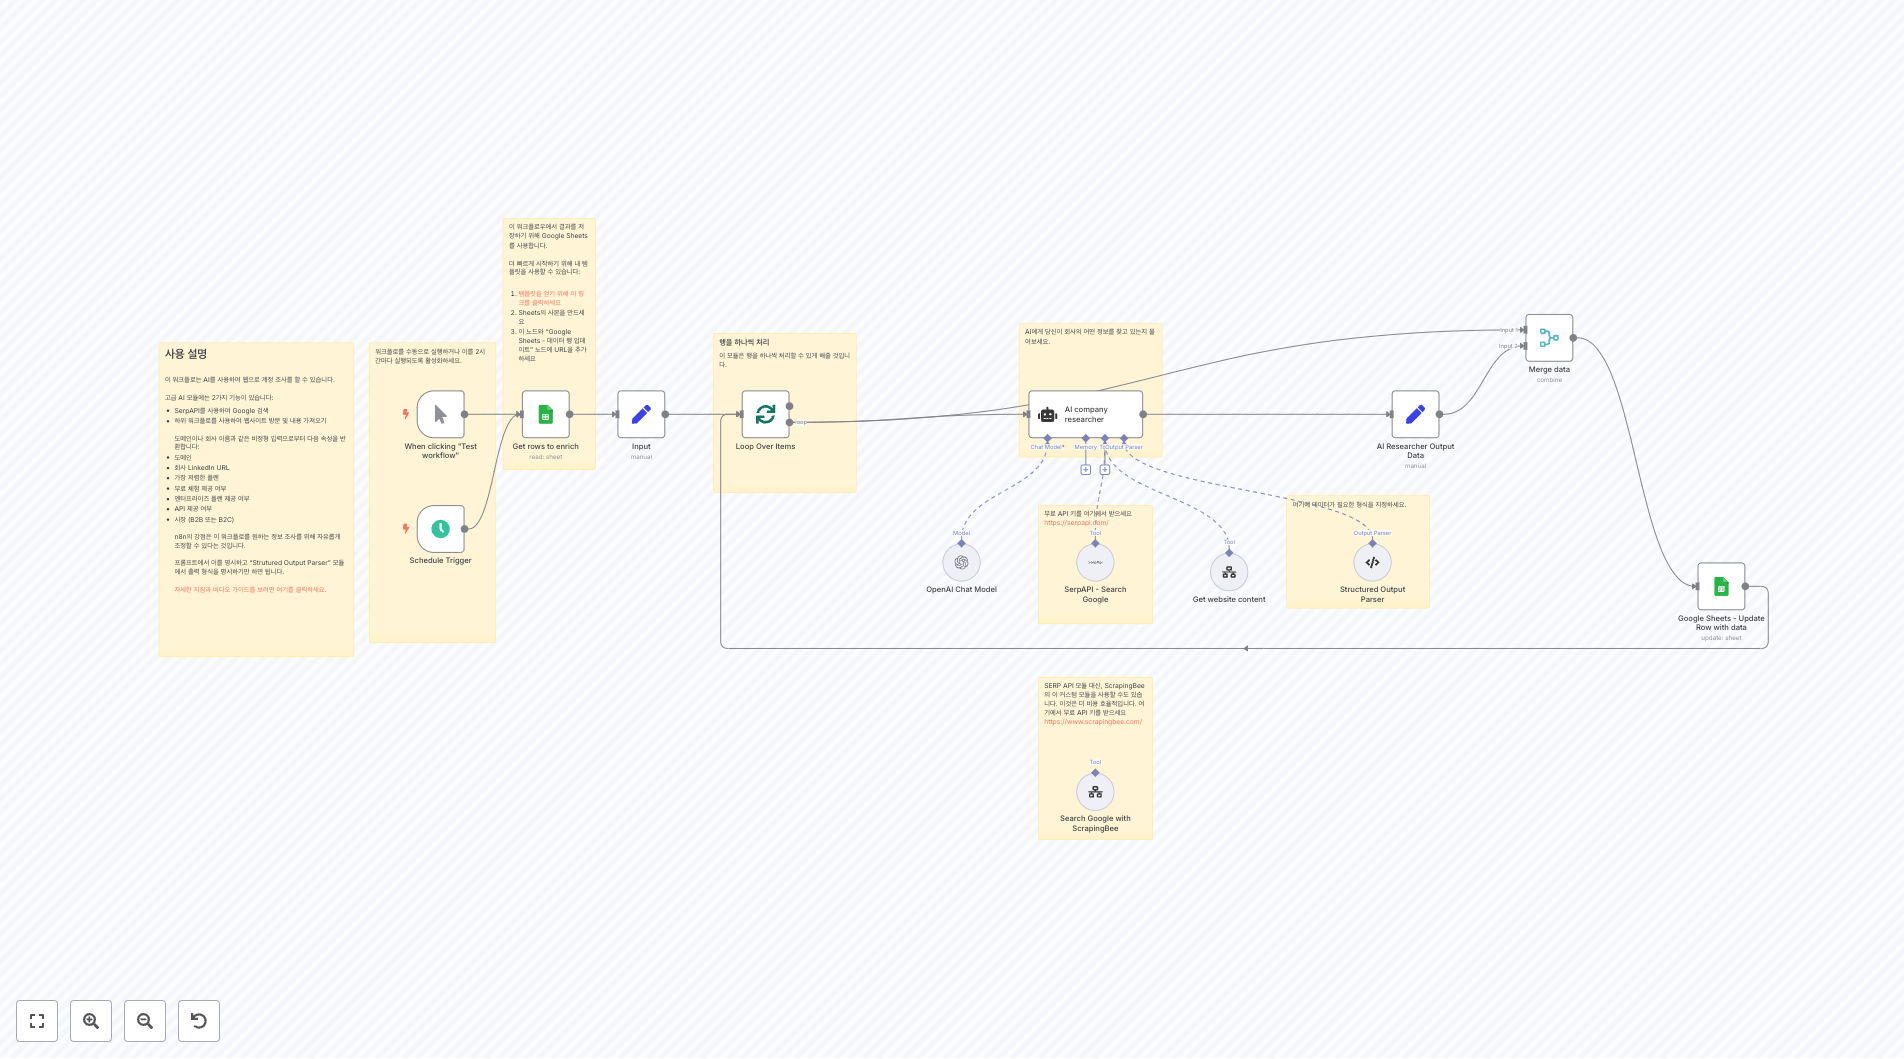 사용 설명
이 워크플로는 AI를 사용하여 웹으로 계정 조사를 할 수 있습니다.
고급 AI 모듈에는 2가지 기능이 있습니다:
SerpAPI를 사용하여 Google 검색
하위 워크플로를 사용하여 웹사이트 방문 및 내용 가져오기
도메인이나 회사 이름과 같은 비정형 입력으로부터 다음 속성을 반
환합니다:
도메인
회사 LinkedIn URL
가장 저렴한 플랜
무료 체험 제공 여부
엔터프라이즈 플랜 제공 여부
API 제공 여부
시장 (B2B 또는 B2C)
n8n의 강점은 이 워크플로를 원하는 정보 조사를 위해 자유롭게
조정할 수 있다는 것입니다.
프롬프트에서 이를 명시하고 "Strutured Output Parser" 모듈
에서 출력 형식을 명시하기만 하면 됩니다.
자세한 지침과 비디오 가이드를 보려면 여기를 클릭하세요.
워크플로를 수동으로 실행하거나 이를 2시
간마다 실행되도록 활성화하세요.
When clicking "Test
workflow"
Schedule Trigger
이 워크플로우에서 결과를 저
장하기 위해 Google Sheets
를 사용합니다.
더 빠르게 시작하기 위해 내 템
플릿을 사용할 수 있습니다:
1. 템플릿을 얻기 위해 이 링
크를 클릭하세요
2. Sheets의 사본을 만드세
요
3. 이 노드와 "Google
Sheets - 데이터 행 업데
이트" 노드에 URL을 추가
하세요
Get rows to enrich
read: sheet
Input
manual
행을 하나씩 처리
이 모듈은 행을 하나씩 처리할 수 있게 해줄 것입니
다.
loop
Loop Over Items
AI에게 당신이 회사의 어떤 정보를 찾고 있는지 물
어보세요.
AI company
researcher
Chat Model*
Memory
Output Parser
Model
OpenAI Chat Model
무료 API 키를 여기에서 받으세요
https://serpapi.com/
Tool
SerpAPI - Search
Google
Tool
Get website content
여기에 데이터가 필요한 형식을 지정하세요.
Output Parser
Structured Output
Parser
AI Researcher Output
Data
manual
Input 1
Input 2
Merge data
combine
Google Sheets - Update
Row with data
update: sheet
SERP API 모듈 대신, ScrapingBee
의 이 커스텀 모듈을 사용할 수도 있습
니다. 이것은 더 비용 효율적입니다. 여
기에서 무료 API 키를 받으세요
https://www.scrapingbee.com/
Tool
Search Google with
ScrapingBee